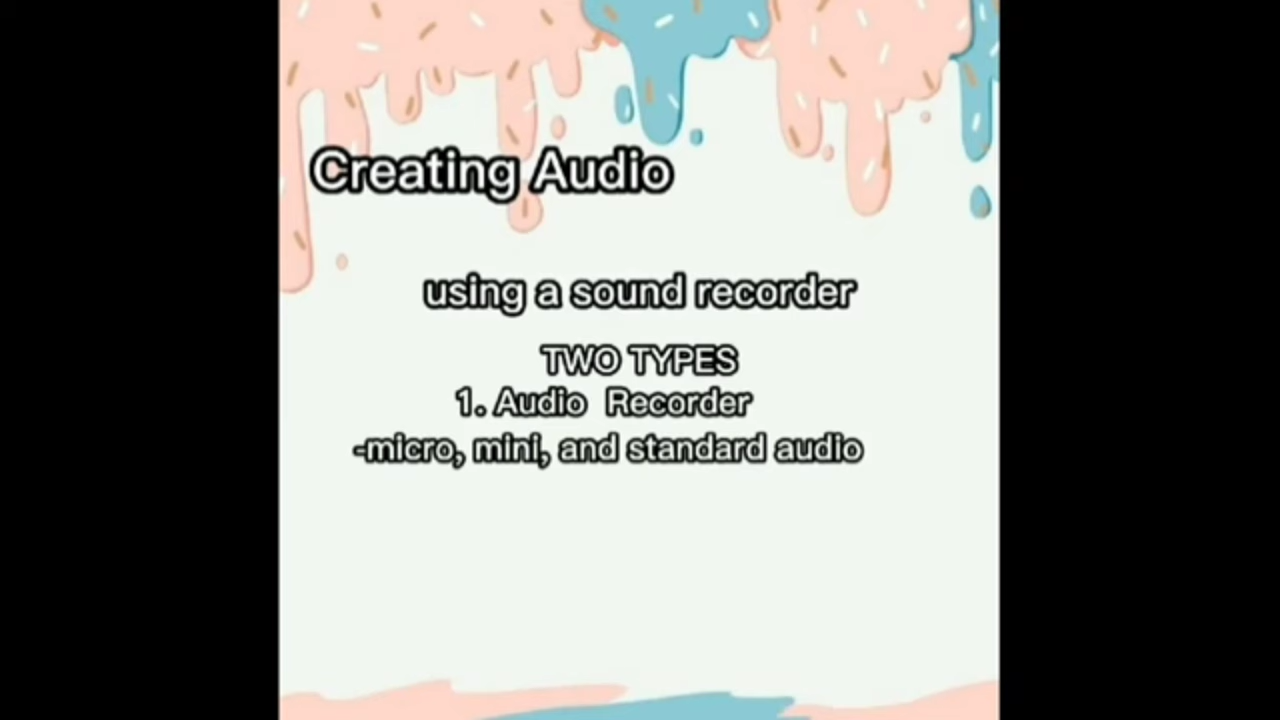 Creating Audio
using a sound recorder
TWO TYPES
1. Audio Recorder
-micro, mini, and standard audio